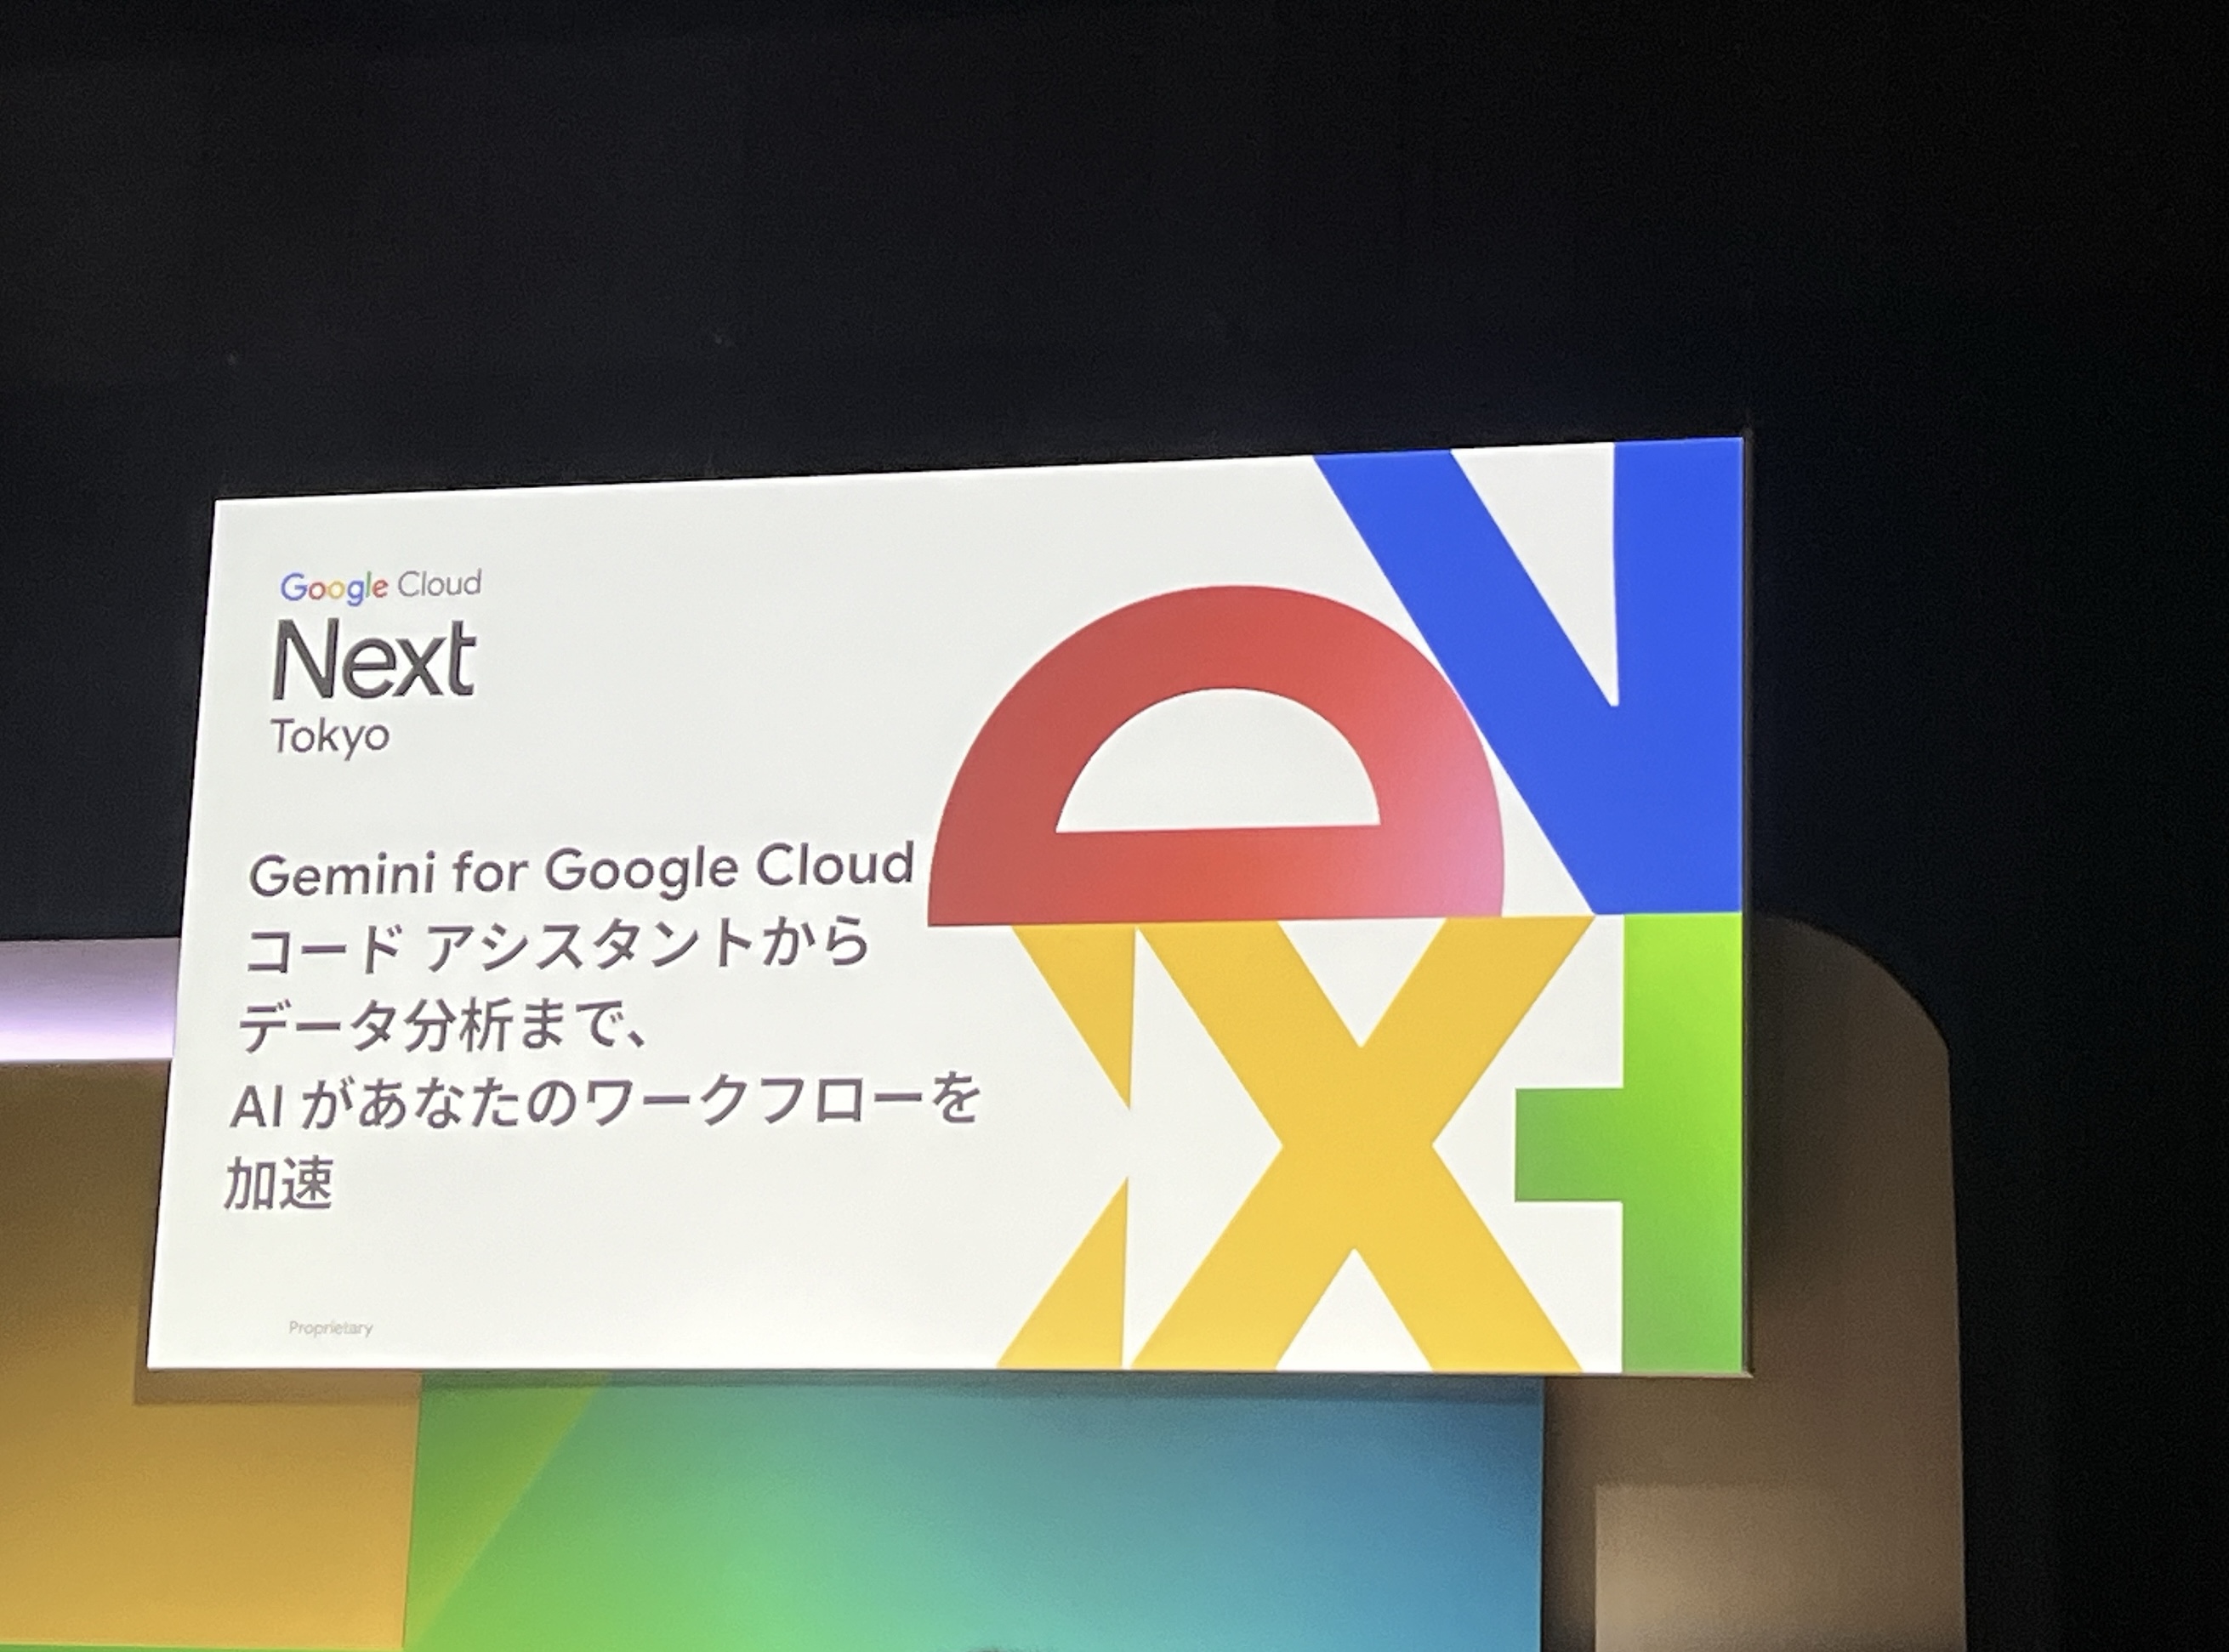 Google Cloud
Next
Tokyo
Gemini for Google Cloud
コード アシスタントから
データ分析まで、
AI があなたのワークフローを
加速
Proprietary